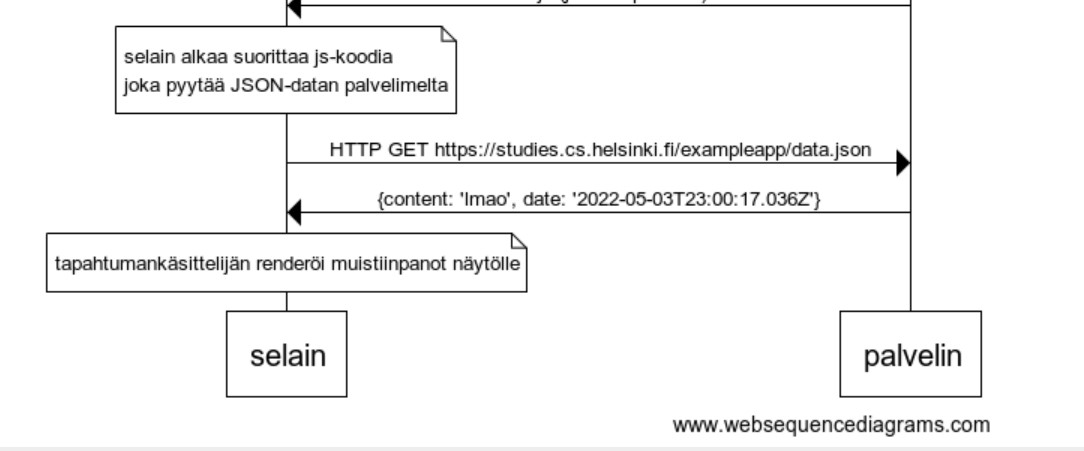 selain alkaa suorittaa js-koodia
joka pyytää JSON-datan palvelimelta
HTTP GET https://studies.cs.helsinki.fi/exampleapp/data.json
{content: 'lmao', date: '2022-05-03T23:00:17.036Z'}
tapahtumankäsittelijän renderöi muistiinpanot näytölle
selain
palvelin
www.websequencediagrams.com